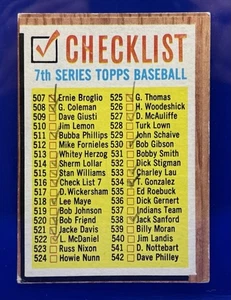 CHECKLIST
7th SERIES TOPPS BASEBALL
507 Ernie Broglio
508 G. Coleman
509 Dave Giusti
510 Jim Lemon
511 Bubba Phillips
512 Mike Fornieles
513 Whitey Herzog
514 Sherm Lollar
515 Stan Williams
516 Check List 7
517 D. Wickersham
518 Lee Maye
519 Bob Johnson
520 Bob Friend
521 Jacke Davis
522 L. McDaniel
523 Russ Nixon
524 Howie Nunn
525 G. Thomas
526 H. Woodeshick
527 D. McAuliffe
528 Turk Lown
529 John Schaive
530 Bob Gibson
531 Bobby Smith
532 Dick Stigman
533 Charley Lau
534 T. Gonzalez
535 Ed Roebuck
536 Dick Gernert
537 Indians Team
538 Jack Sanford
539 Billy Moran
540 Jim Landis
541 D. Nottebart
542 Dave Philley